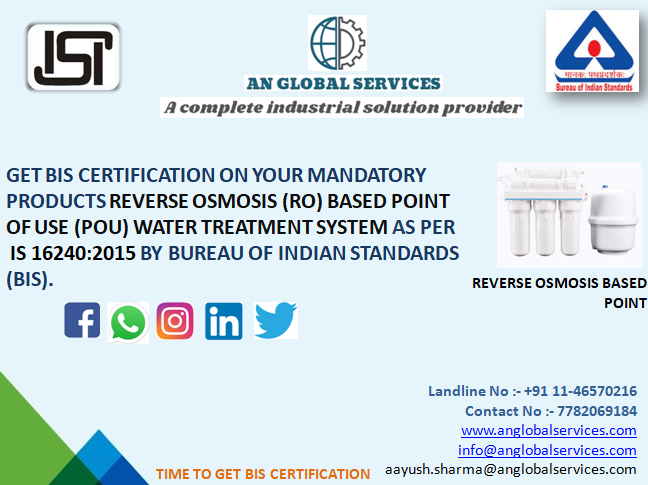 ISI
AN GLOBAL SERVICES
A complete industrial solution provider
मानकः पथप्रदर्शकः
Bureau of Indian Standards
GET BIS CERTIFICATION ON YOUR MANDATORY
PRODUCTS REVERSE OSMOSIS (RO) BASED POINT
OF USE (POU) WATER TREATMENT SYSTEM AS PER
IS 16240:2015 BY BUREAU OF INDIAN STANDARDS
(BIS).
REVERSE OSMOSIS BASED
POINT
Landline No :- +91 11-46570216
Contact No :- 7782069184
www.anglobalservices.com
info@anglobalservices.com
aayush.sharma@anglobalservices.com
TIME TO GET BIS CERTIFICATION